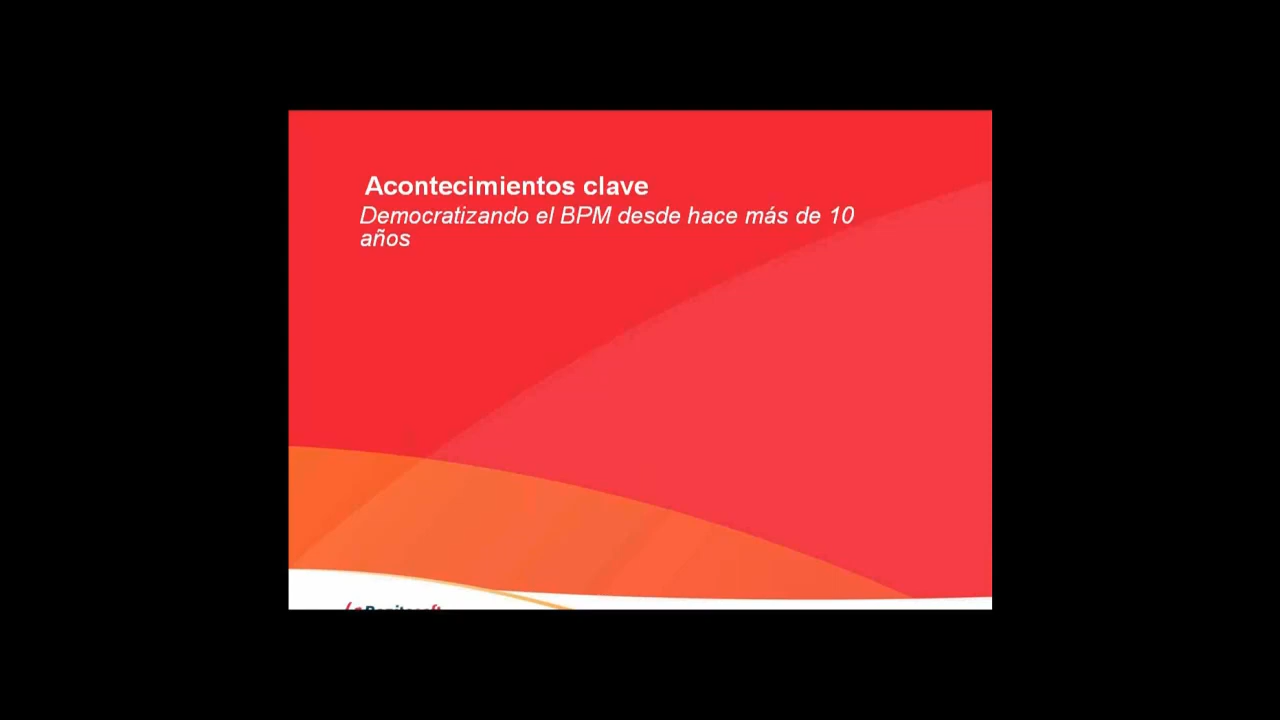 Acontecimientos clave
Democratizando el BPM desde hace más de 10
años